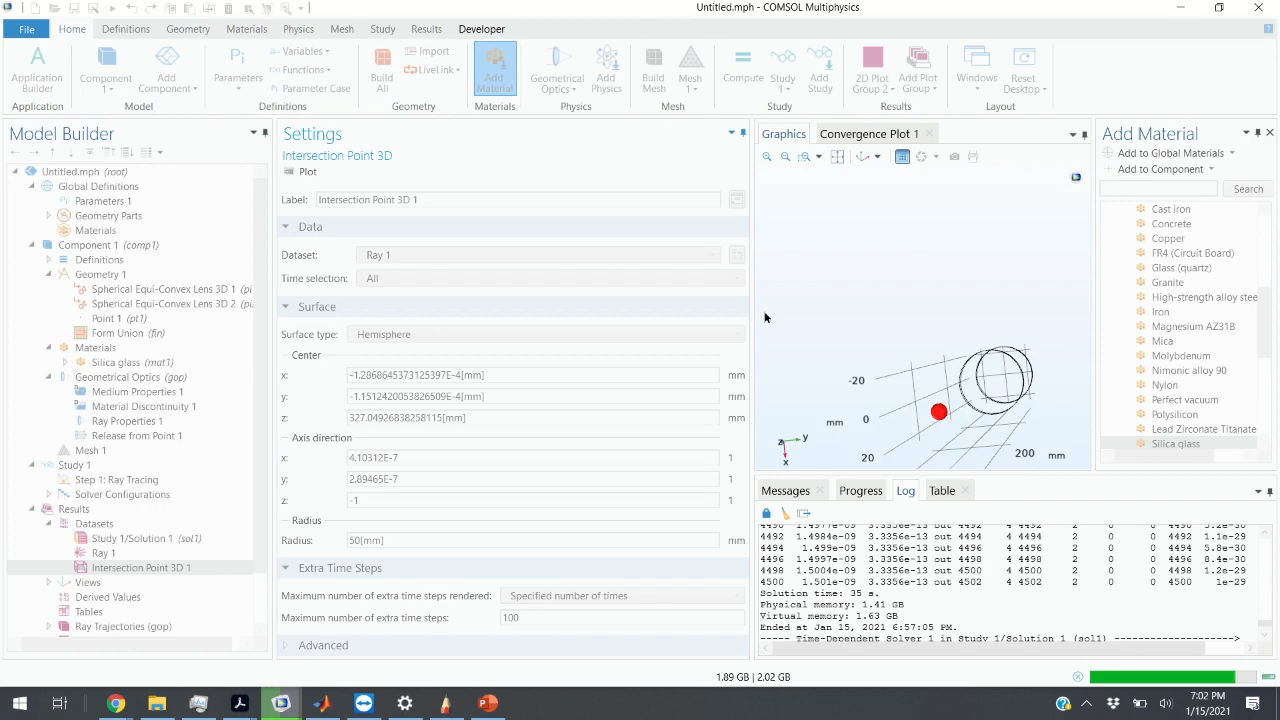 Untitled.mph - COMSOL Multiphysics
File Home Definitions Geometry Materials Physics Mesh Study Results Developer
Application Builder
Component 1
Add Component
Parameters
Variables
Functions
Parameter Case
Build All
Import
LiveLink
Add Material
Geometrical Optics
Add Physics
Build Mesh
Mesh 1
Compute
Study 1
Add Study
2D Plot Group 2
Add Plot Group
Windows
Reset Desktop
Application Model Definitions Geometry Materials Physics Mesh Study Results Layout
Model Builder
Untitled.mph (root)
Global Definitions
Parameters 1
Geometry Parts
Materials
Component 1 (comp1)
Definitions
Geometry 1
Spherical Equi-Convex Lens 3D 1 (pi
Spherical Equi-Convex Lens 3D 2 (pi
Point 1 (pt1)
Form Union (fin)
Materials
Silica glass (mat1)
Geometrical Optics (gop)
Medium Properties 1
Material Discontinuity 1
Ray Properties 1
Release from Point 1
Mesh 1
Study 1
Step 1: Ray Tracing
Solver Configurations
Results
Datasets
Study 1/Solution 1 (sol1)
Ray 1
Intersection Point 3D 1
Views
Derived Values
Tables
Ray Trajectories (gop)
Settings
Intersection Point 3D
Plot
Label: Intersection Point 3D 1
Data
Dataset: Ray 1
Time selection: All
Surface
Surface type: Hemisphere
Center
x: -1.2868645373125397E-4[mm] mm
y: -1.1512420053826509E-4[mm] mm
z: 327.04926838258115[mm] mm
Axis direction
x: 4.10312E-7 1
y: 2.89465E-7 1
z: -1 1
Radius
Radius: 50[mm] mm
Extra Time Steps
Maximum number of extra time steps rendered: Specified number of times
Maximum number of extra time steps: 100
Advanced
Graphics Convergence Plot 1
-20
mm 0
20
200 mm
z y
x
Messages Progress Log Table
4492 1.4984e-09 3.3356e-13 out 4494 4 4494 2 0 0 4492 1.1e-29
4494 1.499e-09 3.3356e-13 out 4496 4 4496 2 0 0 4494 5.8e-30
4496 1.4997e-09 3.3356e-13 out 4498 4 4498 2 0 0 4496 8.4e-30
4498 1.5004e-09 3.3356e-13 out 4500 4 4500 2 0 0 4498 1.2e-29
4500 1.501e-09 3.3356e-13 out 4502 4 4502 2 0 0 4500 1e-29
Solution time: 35 s.
Physical memory: 1.41 GB
Virtual memory: 1.63 GB
Ended at Jan 15, 2021 6:57:05 PM.
----- Time-Dependent Solver 1 in Study 1/Solution 1 (sol1) --------------------->
Add Material
Add to Global Materials
Add to Component
Search
Cast iron
Concrete
Copper
FR4 (Circuit Board)
Glass (quartz)
Granite
High-strength alloy stee
Iron
Magnesium AZ31B
Mica
Molybdenum
Nimonic alloy 90
Nylon
Perfect vacuum
Polysilicon
Lead Zirconate Titanate
Silica glass
1.89 GB | 2.02 GB
7:02 PM
1/15/2021